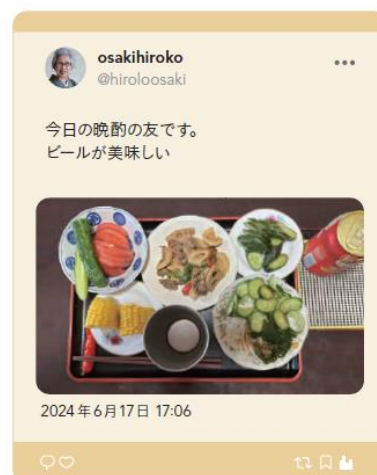 osakihiroko
@hiroloosaki
今日の晩酌の友です。
ビールが美味しい
2024年6月17日 17:06